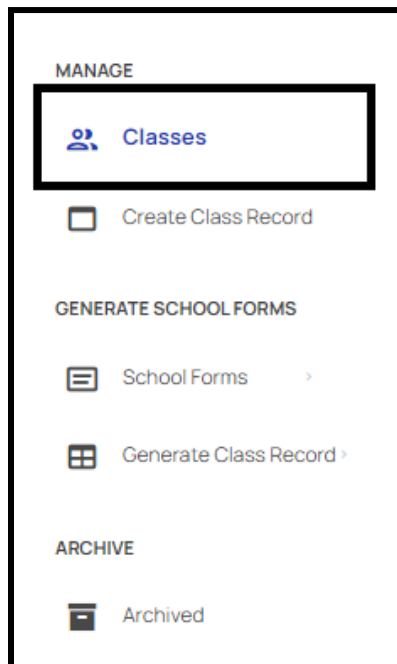 MANAGE
Classes
Create Class Record
GENERATE SCHOOL FORMS
School Forms
Generate Class Record
ARCHIVE
Archived